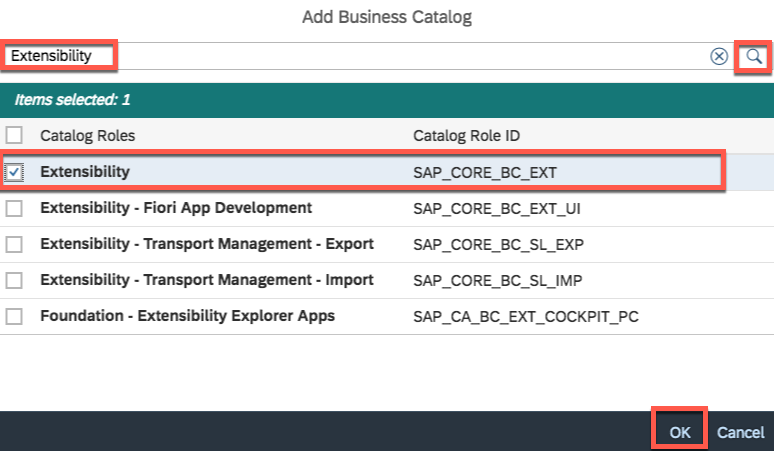 Add Business Catalog
Extensibility
Items selected: 1
Catalog Roles Catalog Role ID
Extensibility SAP_CORE_BC_EXT
Extensibility - Fiori App Development SAP_CORE_BC_EXT_UI
Extensibility - Transport Management - Export SAP_CORE_BC_SL_EXP
Extensibility - Transport Management - Import SAP_CORE_BC_SL_IMP
Foundation - Extensibility Explorer Apps SAP_CA_BC_EXT_COCKPIT_PC
OK Cancel